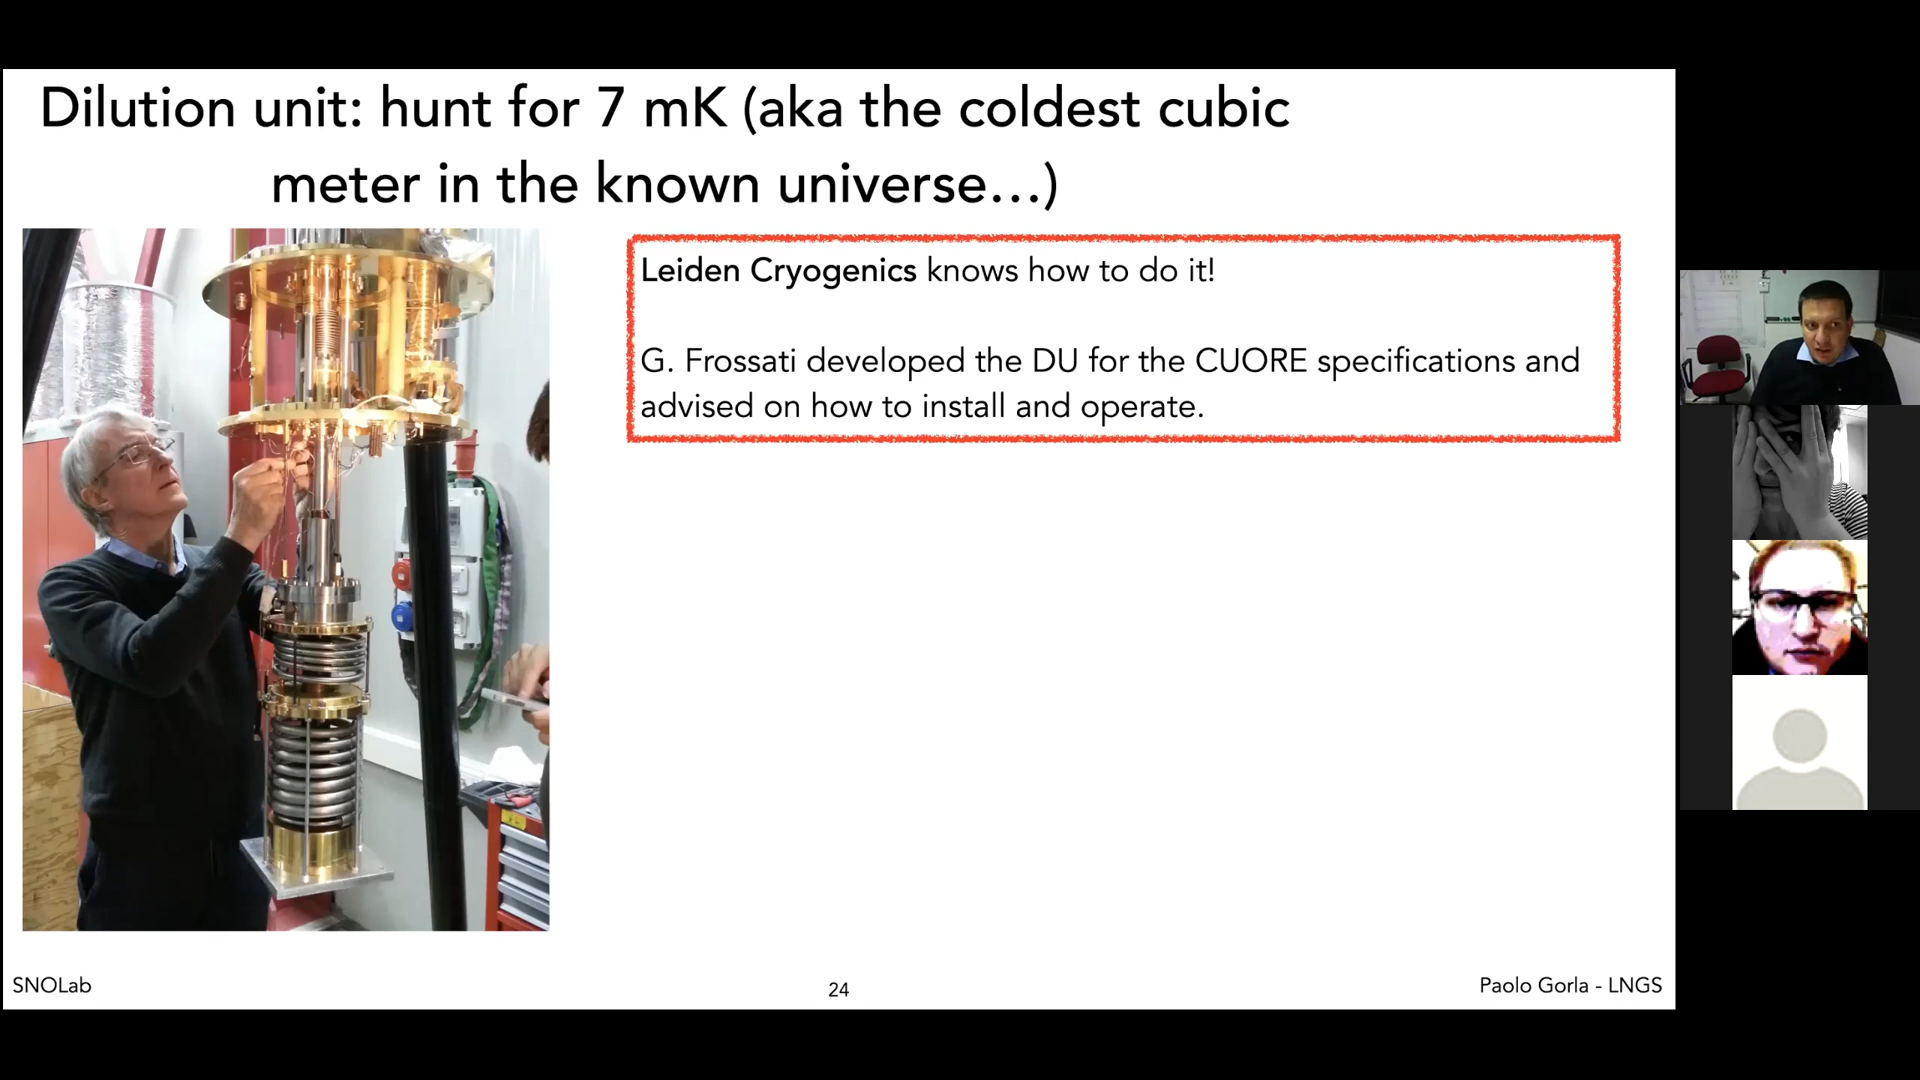 Dilution unit: hunt for 7 mK (aka the coldest cubic
meter in the known universe…)
Leiden Cryogenics knows how to do it!
G. Frossati developed the DU for the CUORE specifications and
advised on how to install and operate.
SNOLab
24
Paolo Gorla - LNGS